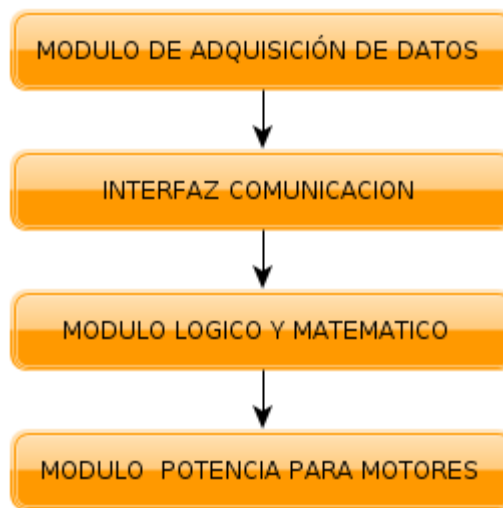 MODULO DE ADQUISICIÓN DE DATOS
INTERFAZ COMUNICACION
MODULO LOGICO Y MATEMATICO
MODULO POTENCIA PARA MOTORES